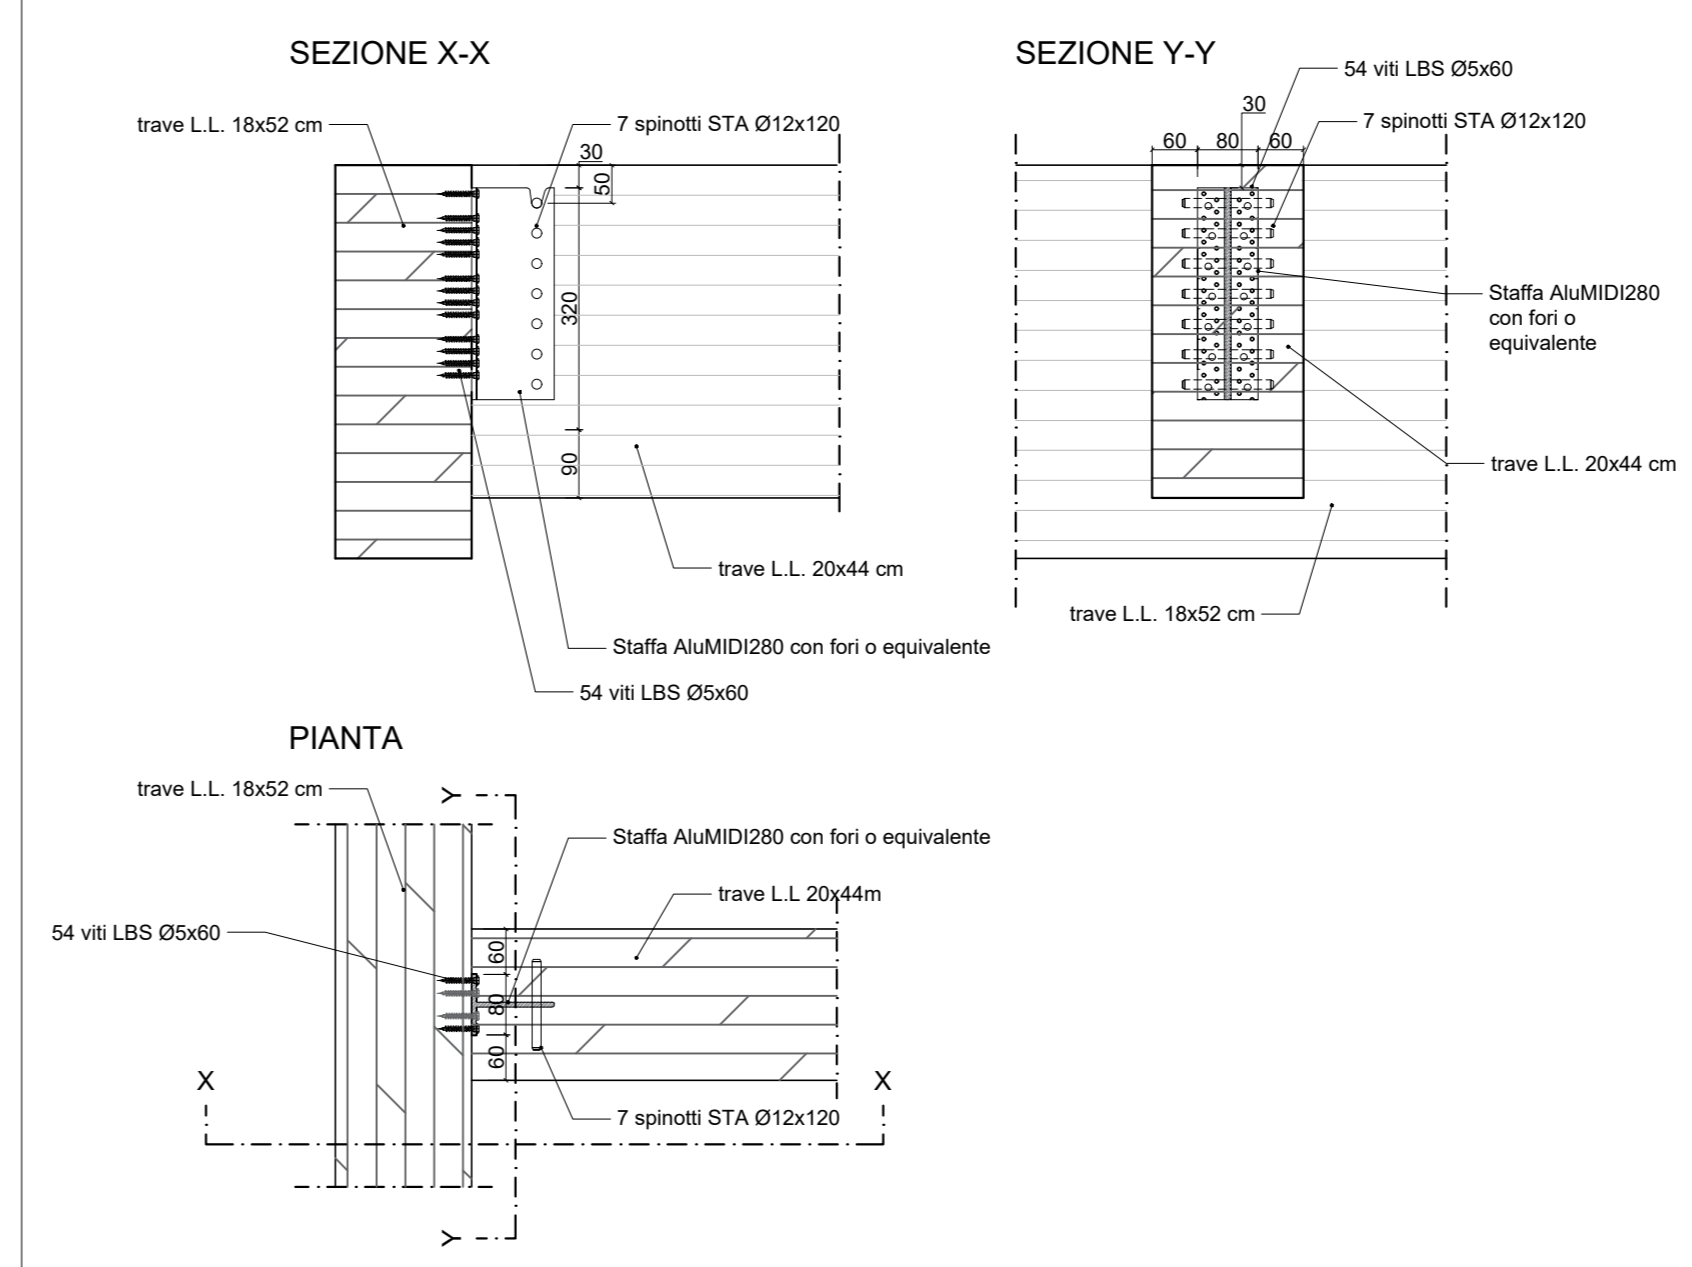 SEZIONE X-X
trave L.L. 18x52 cm
7 spinotti STA Ø12x120
30
50
320
90
trave L.L. 20x44 cm
Staffa AluMIDI280 con fori o equivalente
54 viti LBS Ø5x60
SEZIONE Y-Y
54 viti LBS Ø5x60
30
7 spinotti STA Ø12x120
60
80
60
Staffa AluMIDI280
con fori o
equivalente
trave L.L. 20x44 cm
trave L.L. 18x52 cm
PIANTA
trave L.L. 18x52 cm
Y
Staffa AluMIDI280 con fori o equivalente
trave L.L 20x44m
54 viti LBS Ø5x60
60
80
60
X
X
7 spinotti STA Ø12x120
Y